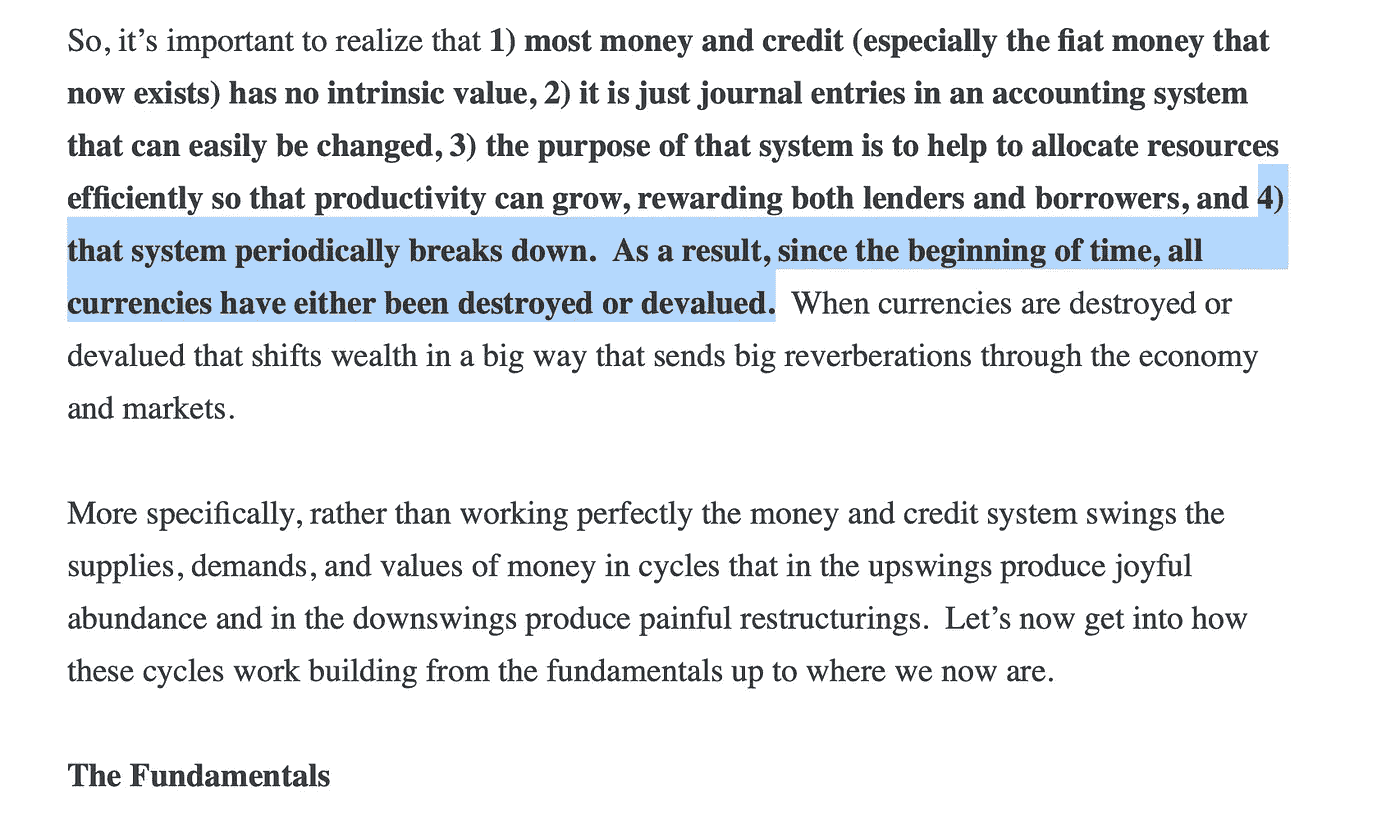 So, it’s important to realize that 1) most money and credit (especially the fiat money that
now exists) has no intrinsic value, 2) it is just journal entries in an accounting system
that can easily be changed, 3) the purpose of that system is to help to allocate resources
efficiently so that productivity can grow, rewarding both lenders and borrowers, and 4)
that system periodically breaks down.  As a result, since the beginning of time, all
currencies have either been destroyed or devalued.  When currencies are destroyed or
devalued that shifts wealth in a big way that sends big reverberations through the economy
and markets.
More specifically, rather than working perfectly the money and credit system swings the
supplies, demands, and values of money in cycles that in the upswings produce joyful
abundance and in the downswings produce painful restructurings.  Let’s now get into how
these cycles work building from the fundamentals up to where we now are.
The Fundamentals